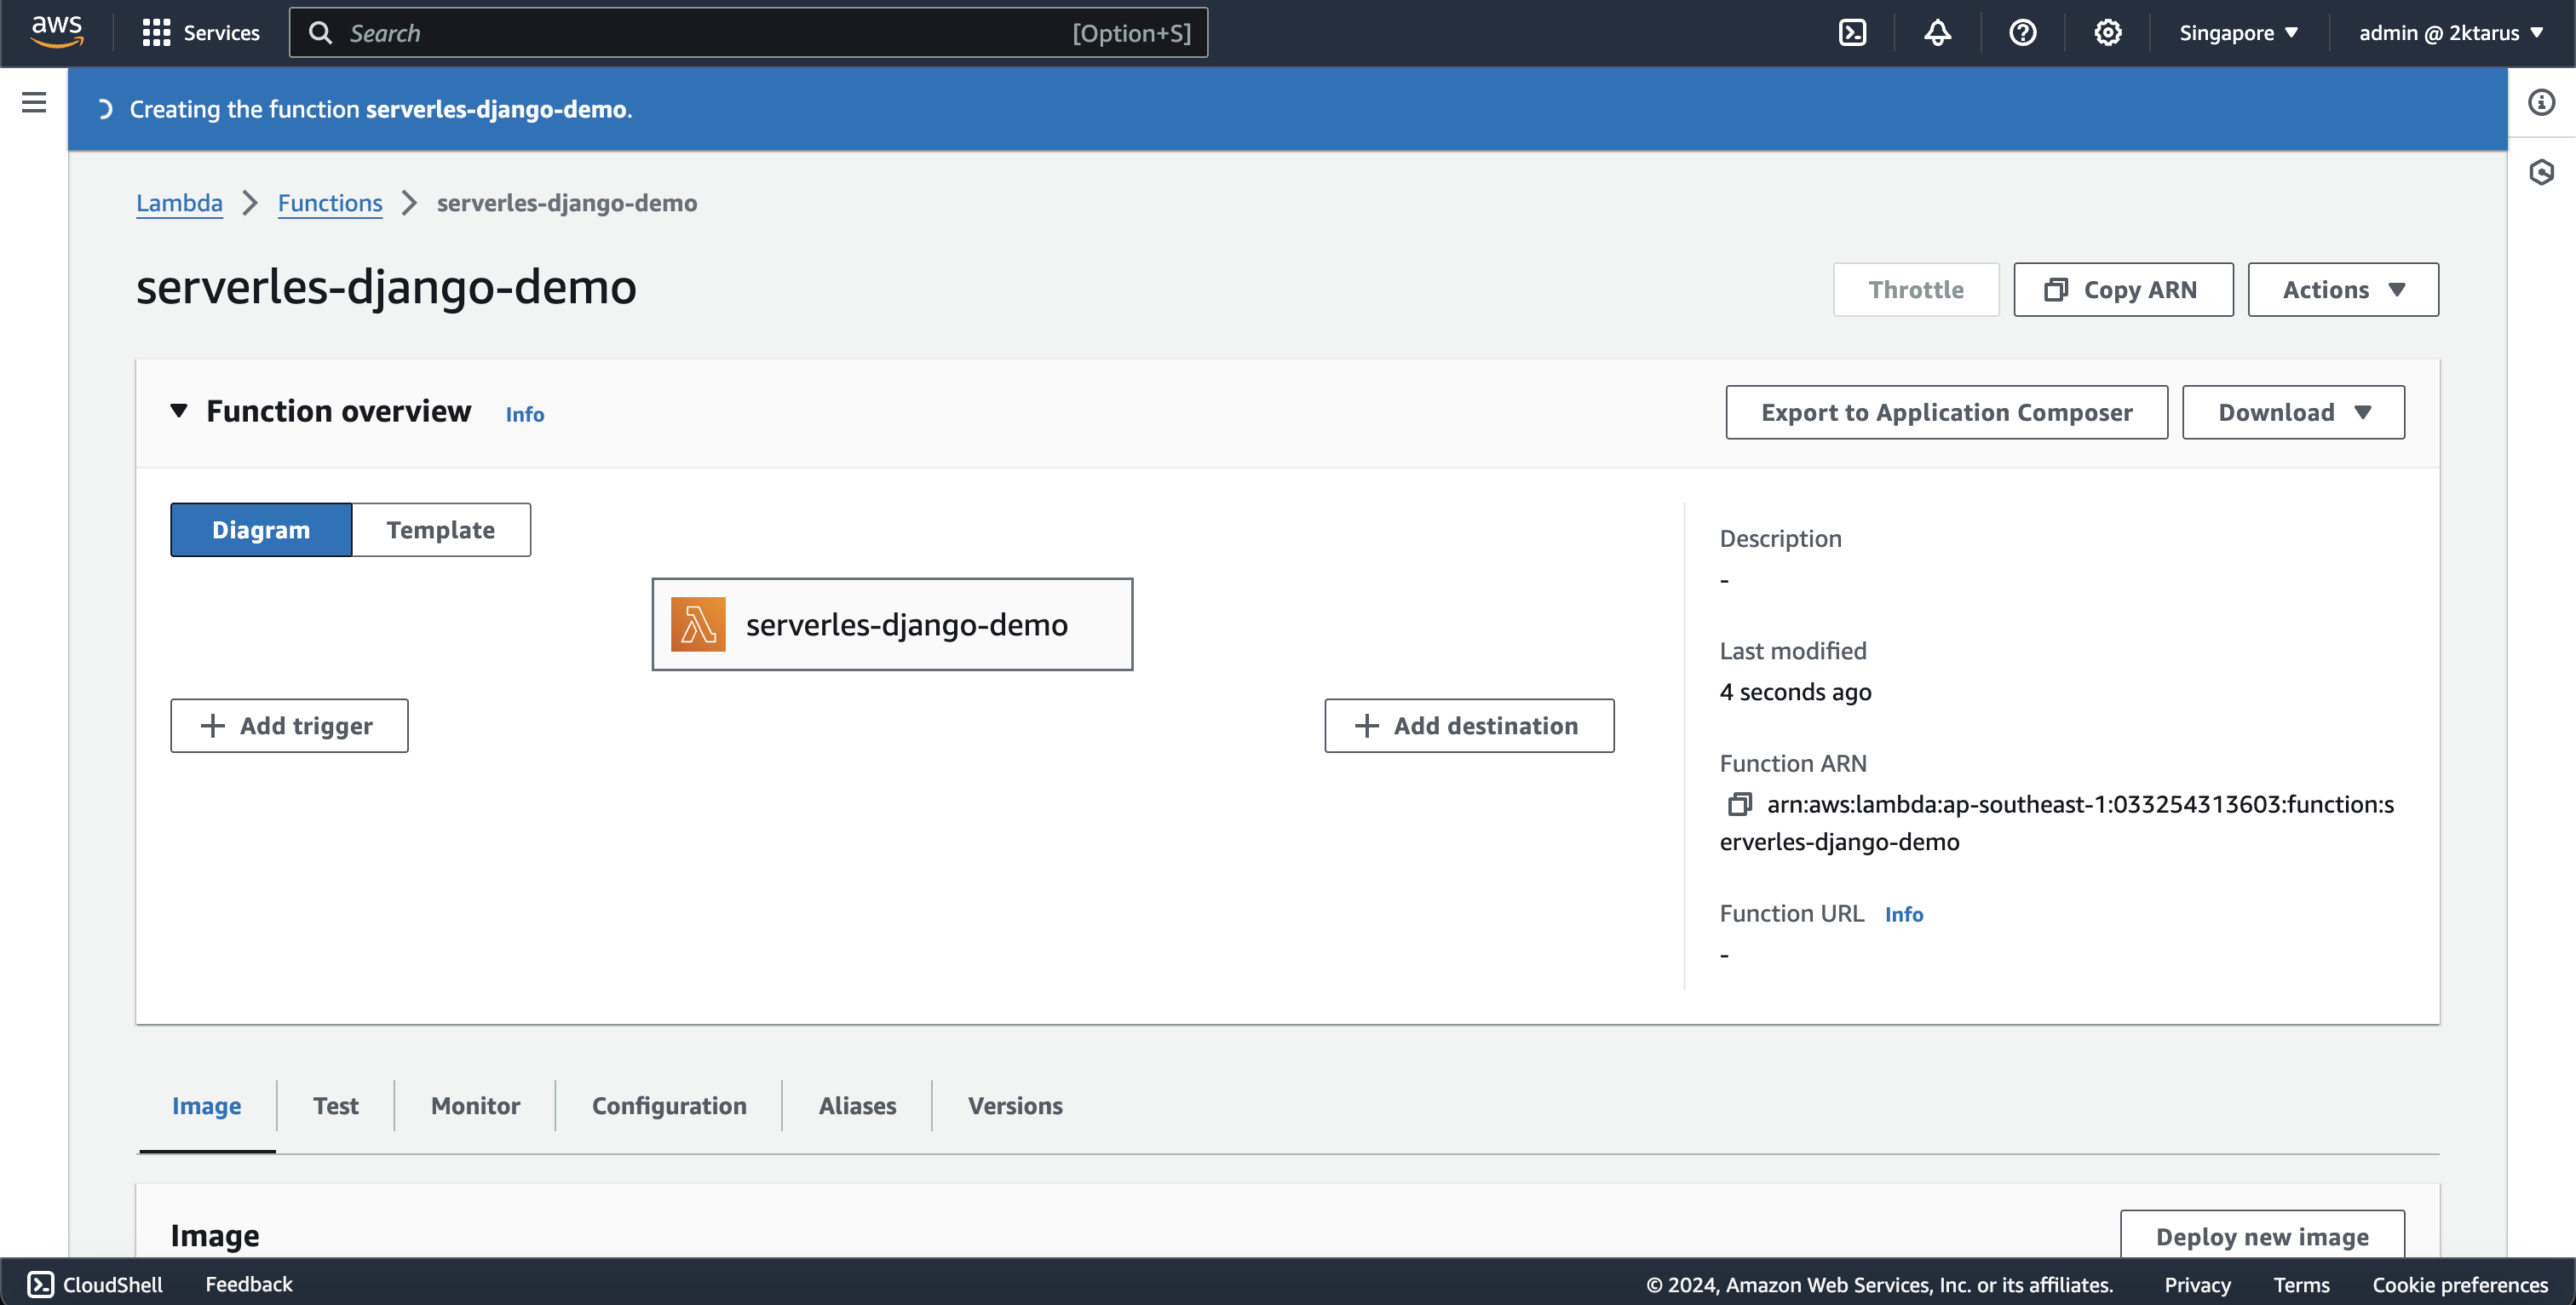 aws Services Search [Option+S] Singapore admin @ 2ktarus
Creating the function serverles-django-demo.
Lambda Functions serverles-django-demo
serverles-django-demo
Throttle Copy ARN Actions
Function overview Info
Export to Application Composer Download
Diagram Template
serverles-django-demo
Add trigger
Add destination
Description
-
Last modified
4 seconds ago
Function ARN
arn:aws:lambda:ap-southeast-1:033254313603:function:s
erverles-django-demo
Function URL Info
-
Image Test Monitor Configuration Aliases Versions
Image
Deploy new image
CloudShell Feedback © 2024, Amazon Web Services, Inc. or its affiliates. Privacy Terms Cookie preferences